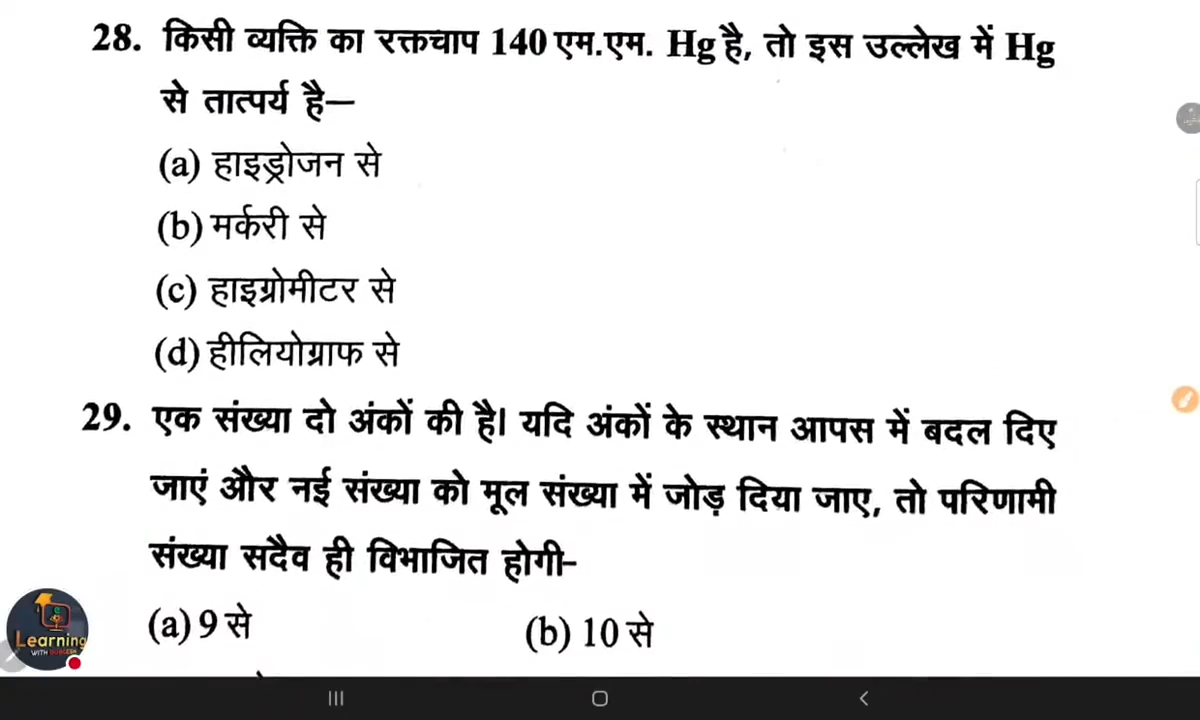 28. किसी व्यक्ति का रक्तचाप 140 एम.एम. Hg है, तो इस उल्लेख में Hg
से तात्पर्य है—
(a) हाइड्रोजन से
(b) मर्करी से
(c) हाइग्रोमीटर से
(d) हीलियोग्राफ से
29. एक संख्या दो अंकों की है। यदि अंकों के स्थान आपस में बदल दिए
जाएं और नई संख्या को मूल संख्या में जोड़ दिया जाए, तो परिणामी
संख्या सदैव ही विभाजित होगी-
(a) 9 से (b) 10 से
Learning
WITH